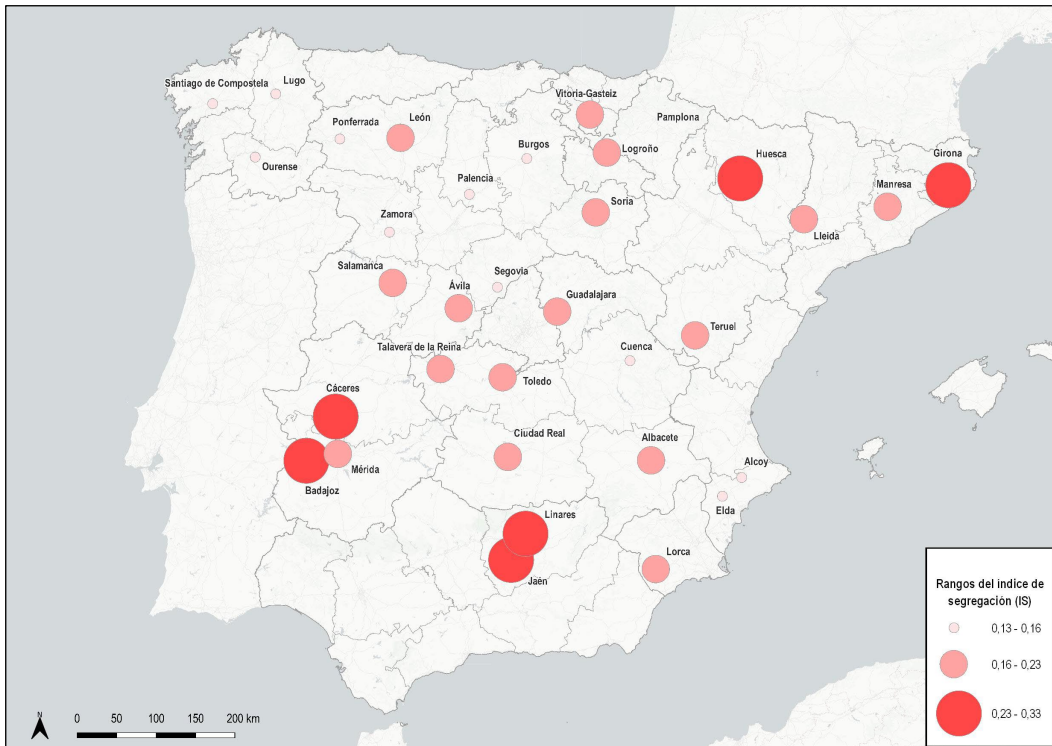 Santiago de Compostela
Lugo
Vitoria-Gasteiz
Pamplona
Ponferrada
León
Burgos
Logroño
Huesca
Girona
Ourense
Palencia
Manresa
Soria
Zamora
Lleida
Salamanca
Ávila
Segovia
Guadalajara
Teruel
Talavera de la Reina
Cuenca
Toledo
Cáceres
Ciudad Real
Albacete
Mérida
Alcoy
Badajoz
Elda
Linares
Lorca
Jaén
Rangos del indice de
segregación (IS)
0,13 - 0,16
0,16 - 0,23
0,23 - 0,33
N
0 50 100 150 200 km